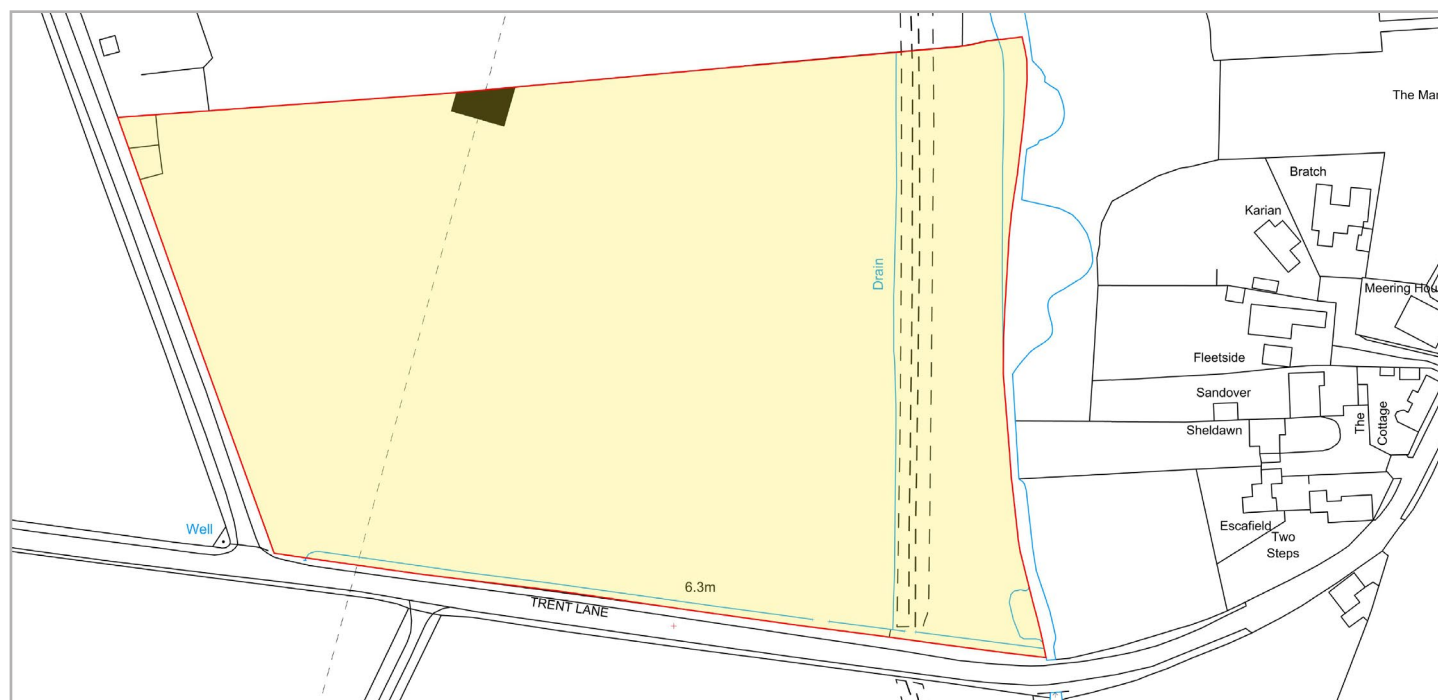 The Mar
Bratch
Karian
Meering Hou
Drain
Fleetside
Sandover
The
Cottage
Sheldawn
Well
Escafield
Two
Steps
6.3m
TRENT LANE